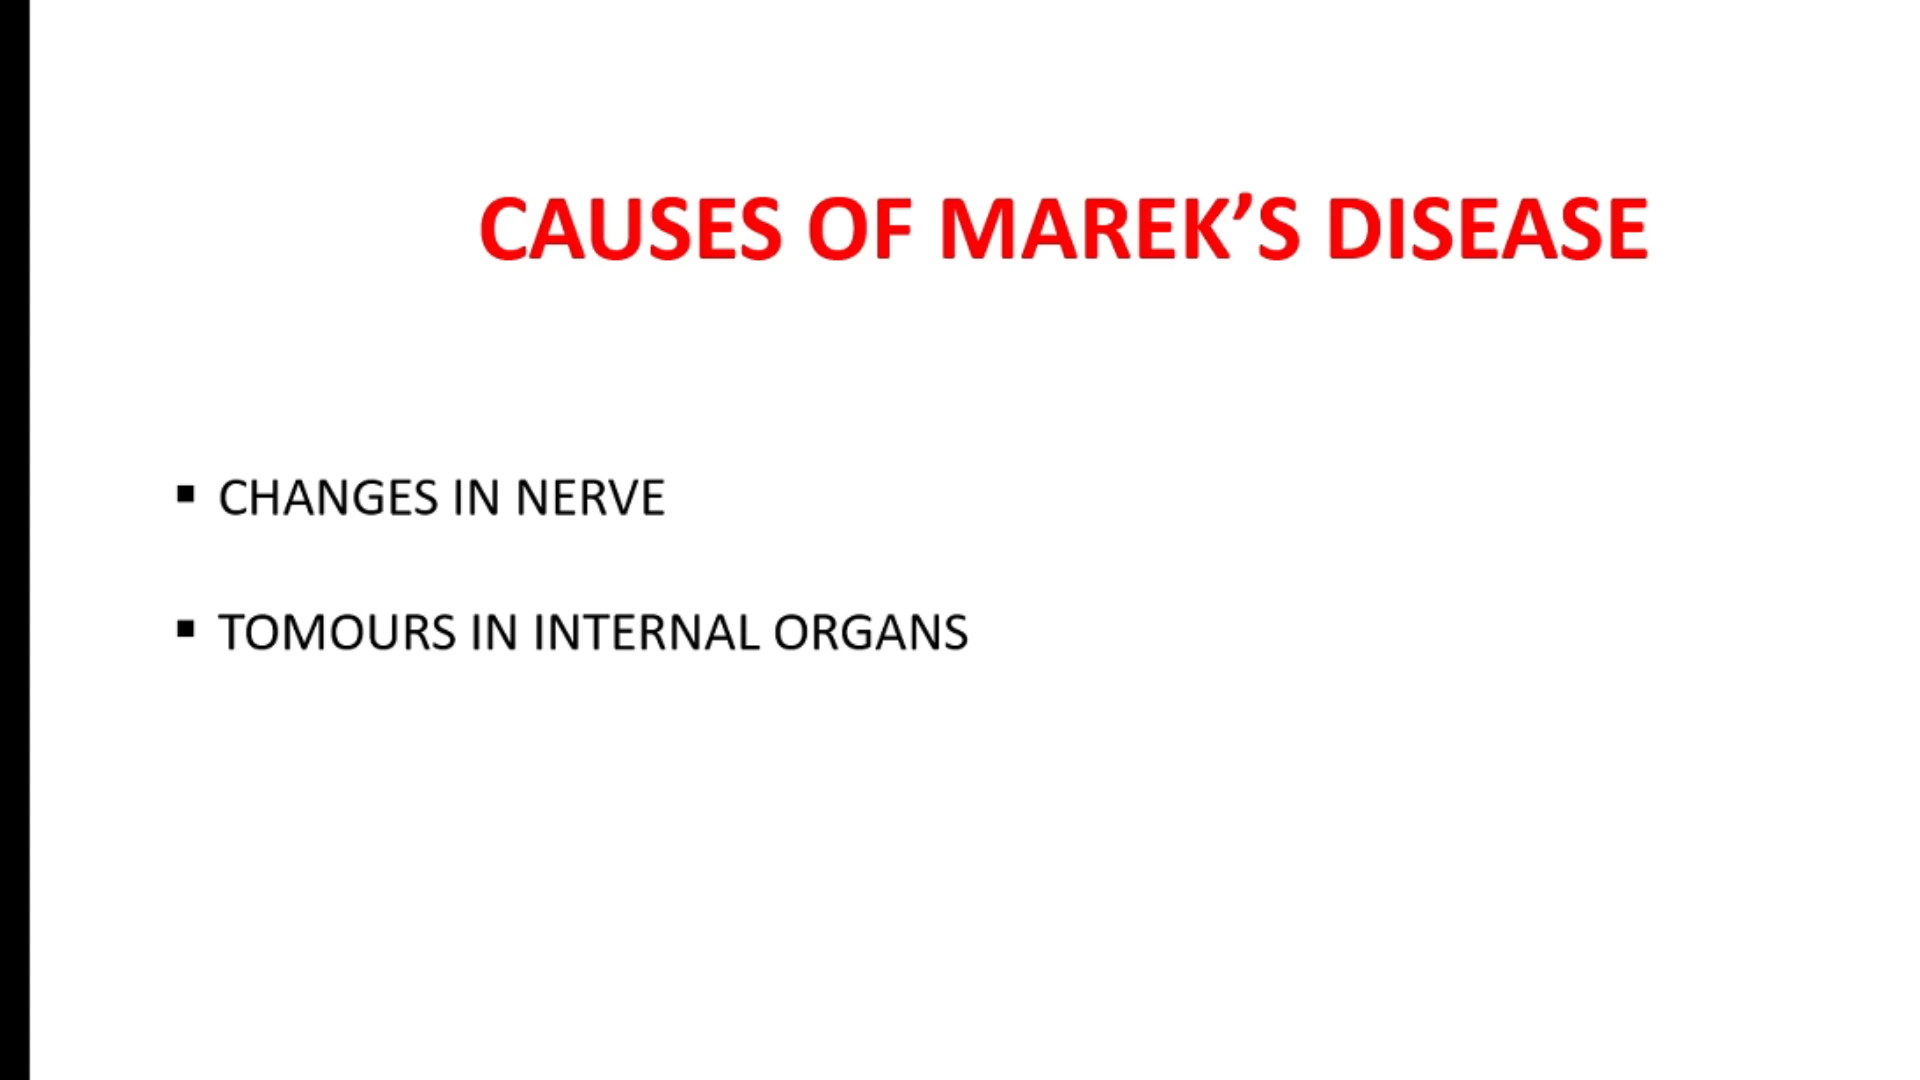 CAUSES OF MAREK’S DISEASE
▪ CHANGES IN NERVE
▪ TOMOURS IN INTERNAL ORGANS